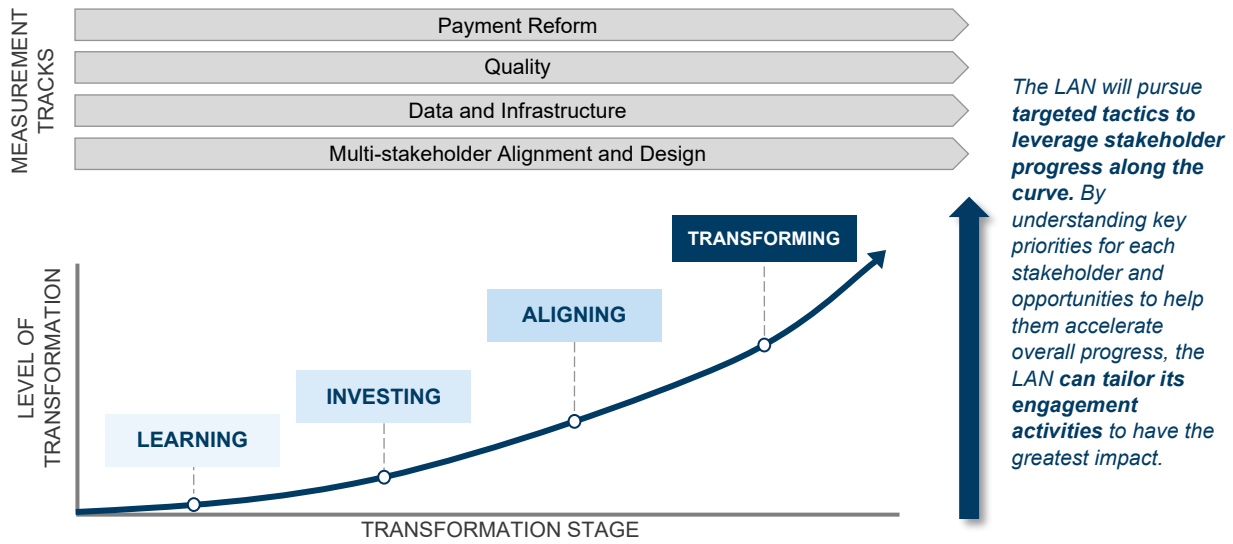 MEASUREMENT
TRACKS
Payment Reform
Quality
Data and Infrastructure
Multi-stakeholder Alignment and Design
LEVEL OF
TRANSFORMATION
LEARNING
INVESTING
ALIGNING
TRANSFORMING
TRANSFORMATION STAGE
The LAN will pursue
targeted tactics to
leverage stakeholder
progress along the
curve. By
understanding key
priorities for each
stakeholder and
opportunities to help
them accelerate
overall progress, the
LAN can tailor its
engagement
activities to have the
greatest impact.